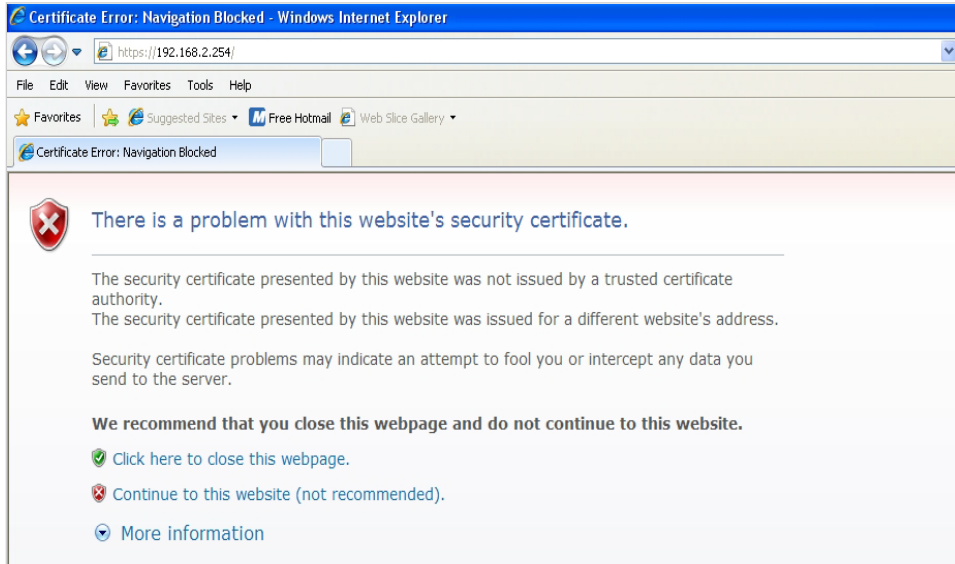 Certificate Error: Navigation Blocked - Windows Internet Explorer
https://192.168.2.254/
File Edit View Favorites Tools Help
Favorites Suggested Sites Free Hotmail Web Slice Gallery
Certificate Error: Navigation Blocked
There is a problem with this website's security certificate.
The security certificate presented by this website was not issued by a trusted certificate
authority.
The security certificate presented by this website was issued for a different website's address.
Security certificate problems may indicate an attempt to fool you or intercept any data you
send to the server.
We recommend that you close this webpage and do not continue to this website.
Click here to close this webpage.
Continue to this website (not recommended).
More information